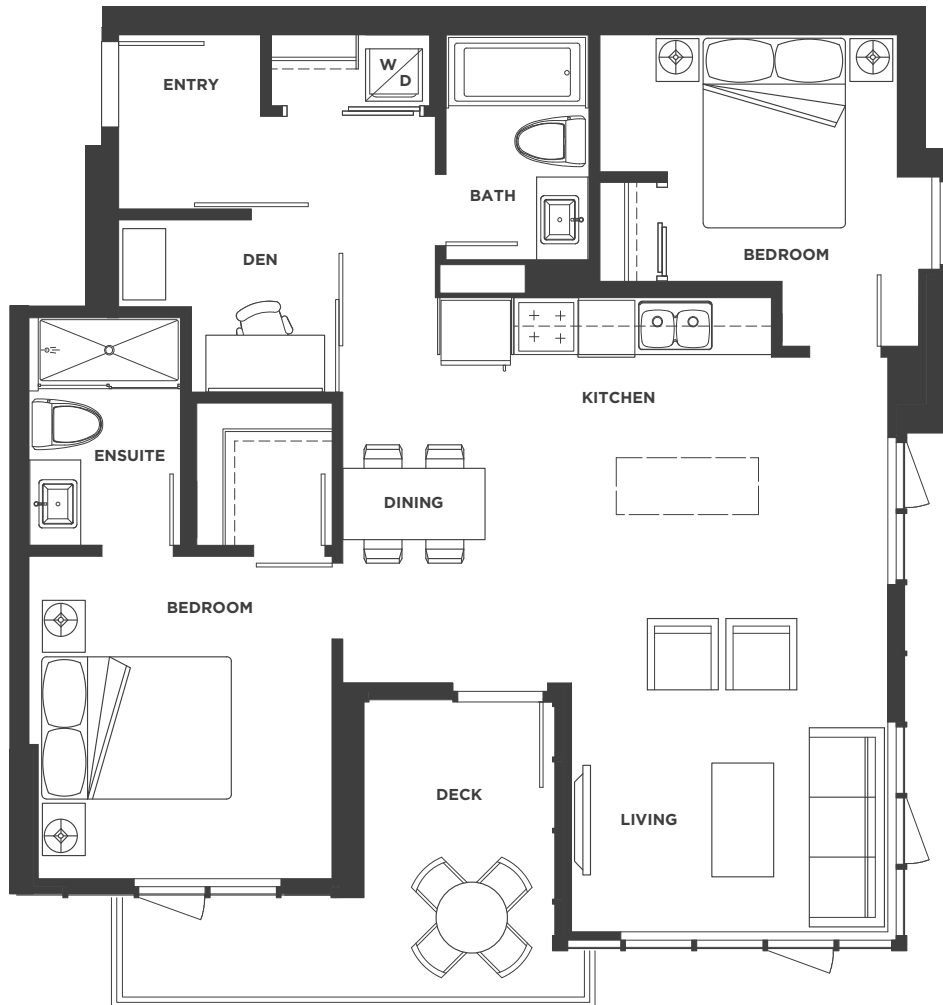 ENTRY
W
D
BATH
BEDROOM
DEN
KITCHEN
ENSUITE
DINING
BEDROOM
DECK
LIVING